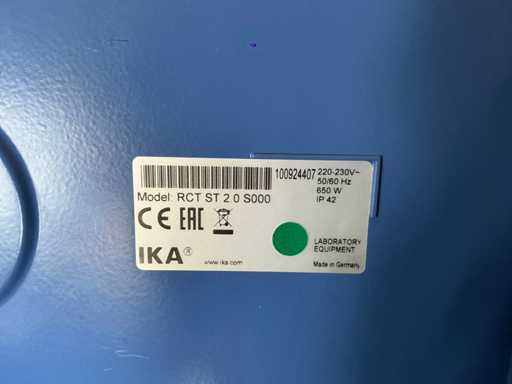 100924407
220-230V~
50/60 Hz
650 W
IP 42
Model: RCT ST 2.0 S000
CE EAC
LABORATORY
EQUIPMENT
IKA®
www.ika.com
Made in Germany